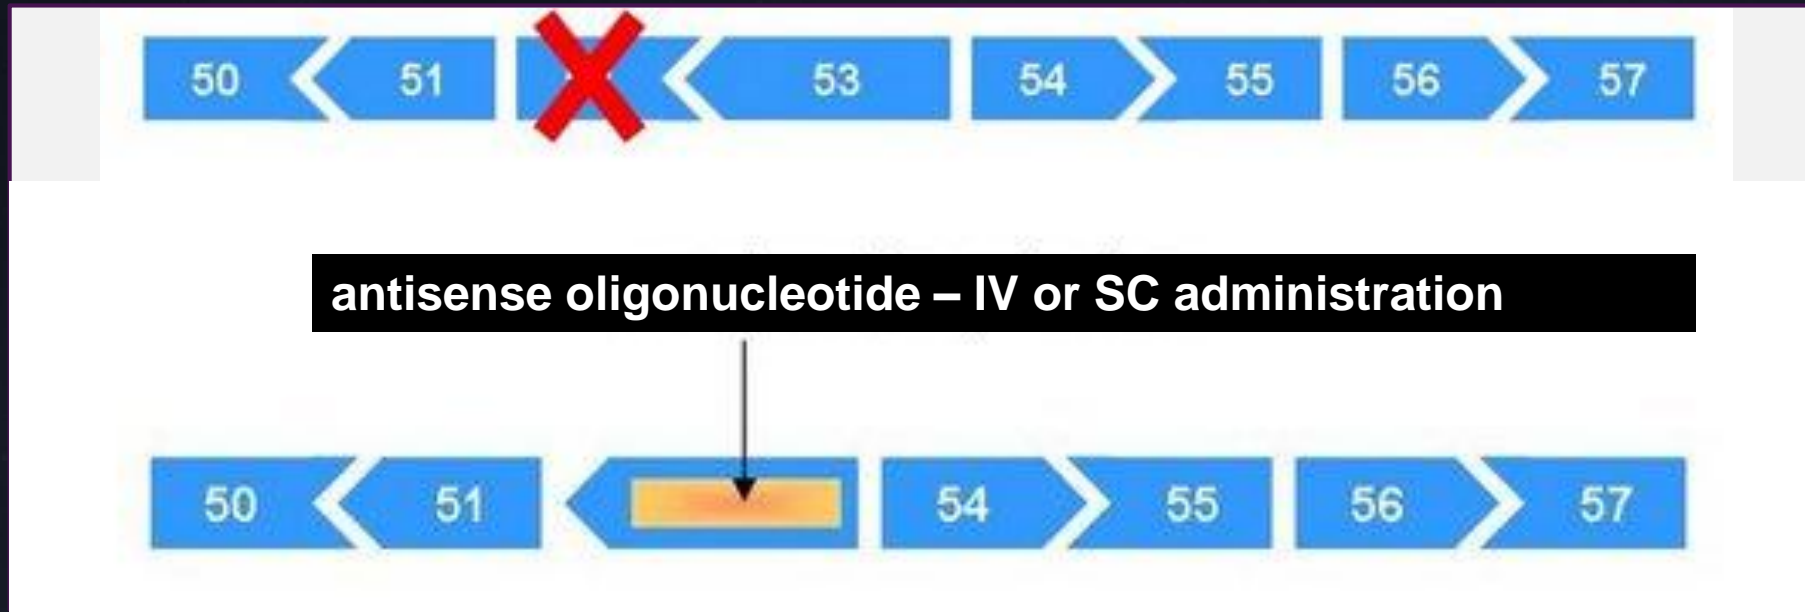 50 51 53 54 55 56 57
antisense oligonucleotide – IV or SC administration
50 51 54 55 56 57